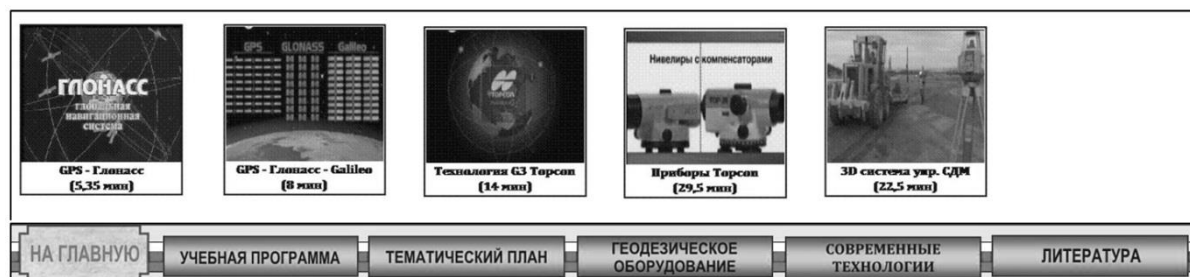 ГЛОНАСС
глобальная
навигационная
система
GPS - Глонасс
(5,35 мин)
GPS GLONASS Galileo
GPS - Глонасс - Galileo
(8 мин)
TOPCON
Технология G3 Topcon
(14 мин)
Нивелиры с компенсаторами
Приборы Topcon
(29,5 мин)
3D система упр. СДМ
(22,5 мин)
НА ГЛАВНУЮ
УЧЕБНАЯ ПРОГРАММА
ТЕМАТИЧЕСКИЙ ПЛАН
ГЕОДЕЗИЧЕСКОЕ
ОБОРУДОВАНИЕ
СОВРЕМЕННЫЕ
ТЕХНОЛОГИИ
ЛИТЕРАТУРА